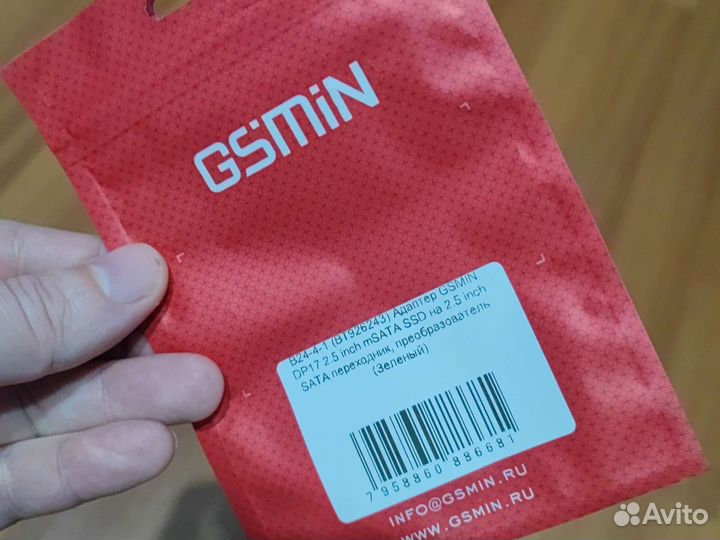 GSMIN
B24-4-1 (BT926243) Адаптер GSMIN
DP17 2.5 inch mSATA SSD на 2.5 inch
SATA переходник, преобразователь
(Зеленый)
7 958860 886681
INFO@GSMIN.RU
WWW.GSMIN.RU
Avito